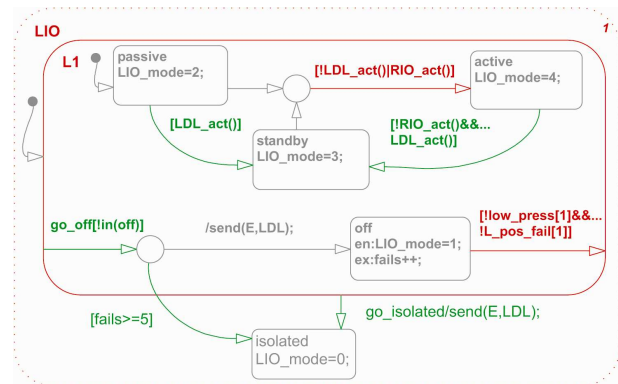 LIO
1
L1
passive
LIO_mode=2;
[!LDL_act()|RIO_act()]
active
LIO_mode=4;
[LDL_act()]
standby
LIO_mode=3;
[!RIO_act()&&...
LDL_act()]
go_off[!in(off)]
/send(E,LDL);
off
en:LIO_mode=1;
ex:fails++;
[!low_press[1]&&...
!L_pos_fail[1]]
[fails>=5]
go_isolated/send(E,LDL);
isolated
LIO_mode=0;